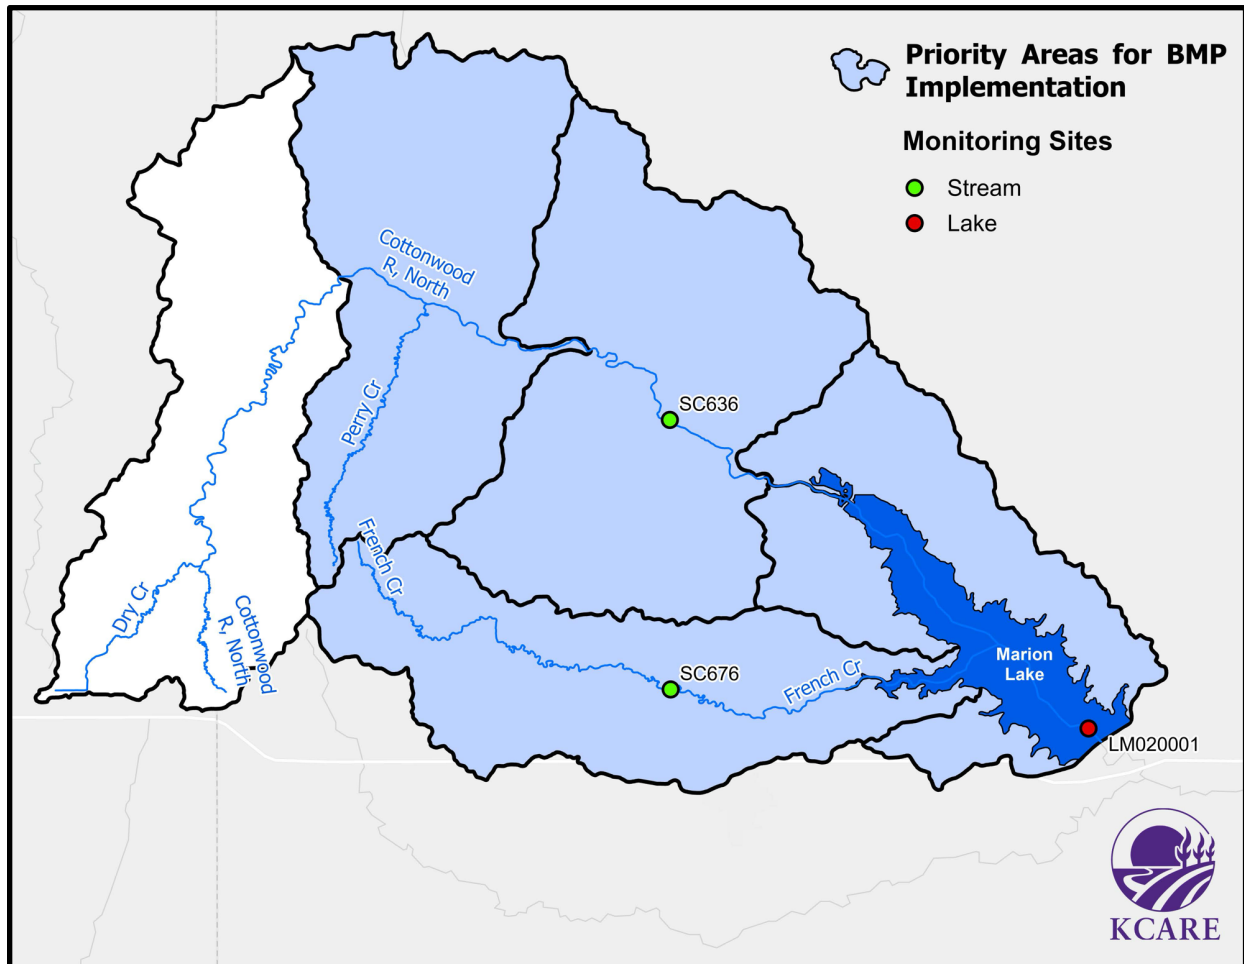 Priority Areas for BMP
Implementation
Monitoring Sites
Stream
Lake
Cottonwood
R, North
Perry Cr
SC636
French Cr
Dry Cr
Cottonwood
R, North
SC676
French Cr
Marion
Lake
LM020001
KCARE